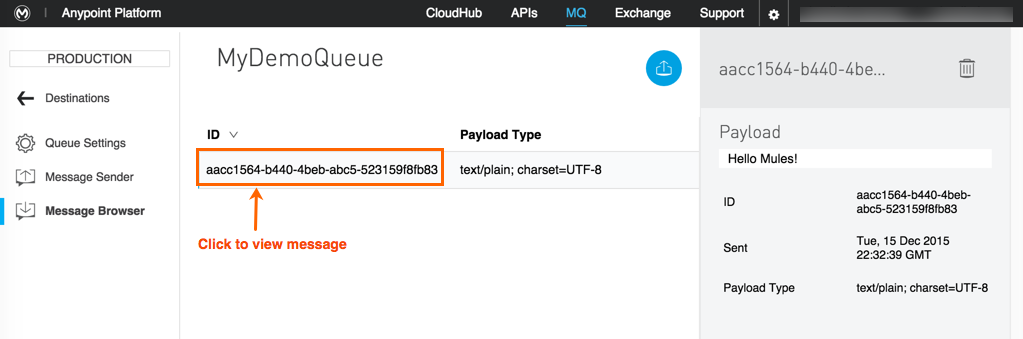 Anypoint Platform CloudHub APIs MQ Exchange Support
PRODUCTION
Destinations
Queue Settings
Message Sender
Message Browser
MyDemoQueue
ID Payload Type
aacc1564-b440-4beb-abc5-523159f8fb83 text/plain; charset=UTF-8
Click to view message
aacc1564-b440-4be...
Payload
Hello Mules!
ID aacc1564-b440-4beb-
abc5-523159f8fb83
Sent Tue, 15 Dec 2015
22:32:39 GMT
Payload Type text/plain; charset=UTF-8